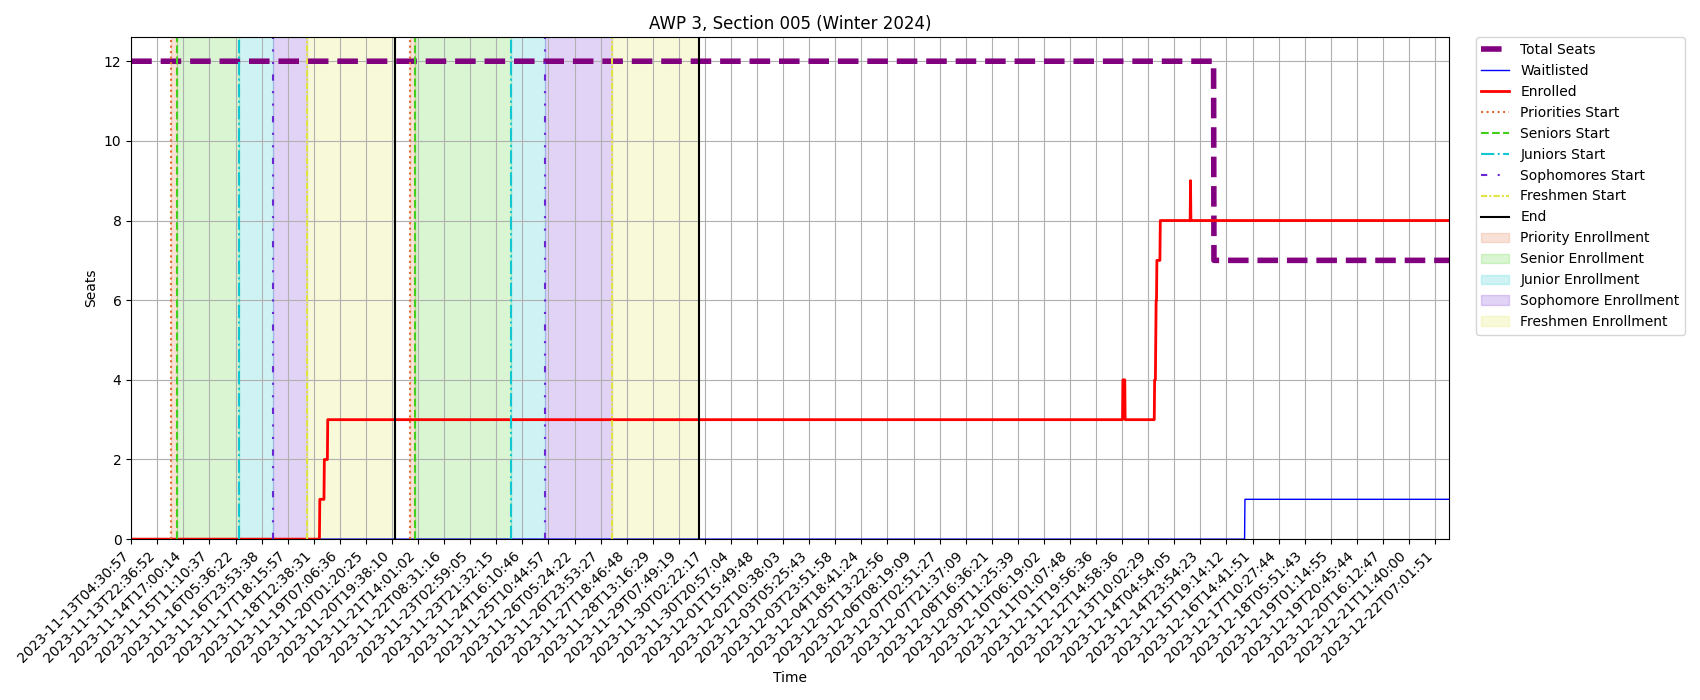 AWP 3, Section 005 (Winter 2024)
Seats
12
10
8
6
4
2
0
2023-11-13T04:30:57
2023-11-13T22:36:52
2023-11-14T17:00:14
2023-11-15T11:10:37
2023-11-16T05:36:22
2023-11-16T23:53:38
2023-11-17T18:15:57
2023-11-18T12:38:31
2023-11-19T07:06:36
2023-11-20T01:20:25
2023-11-20T19:38:10
2023-11-21T14:01:02
2023-11-22T08:31:16
2023-11-23T02:59:05
2023-11-23T21:32:15
2023-11-24T16:10:46
2023-11-25T10:44:57
2023-11-26T05:24:22
2023-11-26T23:53:27
2023-11-27T18:46:48
2023-11-28T13:16:29
2023-11-29T07:49:19
2023-11-30T02:22:17
2023-11-30T20:57:04
2023-12-01T15:49:48
2023-12-02T10:38:03
2023-12-03T05:25:43
2023-12-03T23:51:58
2023-12-04T18:41:24
2023-12-05T13:22:56
2023-12-06T08:19:09
2023-12-07T02:51:27
2023-12-07T21:37:09
2023-12-08T16:36:21
2023-12-09T11:25:39
2023-12-10T06:19:02
2023-12-11T01:07:48
2023-12-11T19:56:36
2023-12-12T14:58:36
2023-12-13T10:02:29
2023-12-14T04:54:05
2023-12-14T23:54:23
2023-12-15T19:14:12
2023-12-16T14:41:51
2023-12-17T10:27:44
2023-12-18T05:51:43
2023-12-19T01:14:55
2023-12-19T20:45:44
2023-12-20T16:12:47
2023-12-21T11:40:00
2023-12-22T07:01:51
Time
Total Seats
Waitlisted
Enrolled
Priorities Start
Seniors Start
Juniors Start
Sophomores Start
Freshmen Start
End
Priority Enrollment
Senior Enrollment
Junior Enrollment
Sophomore Enrollment
Freshmen Enrollment